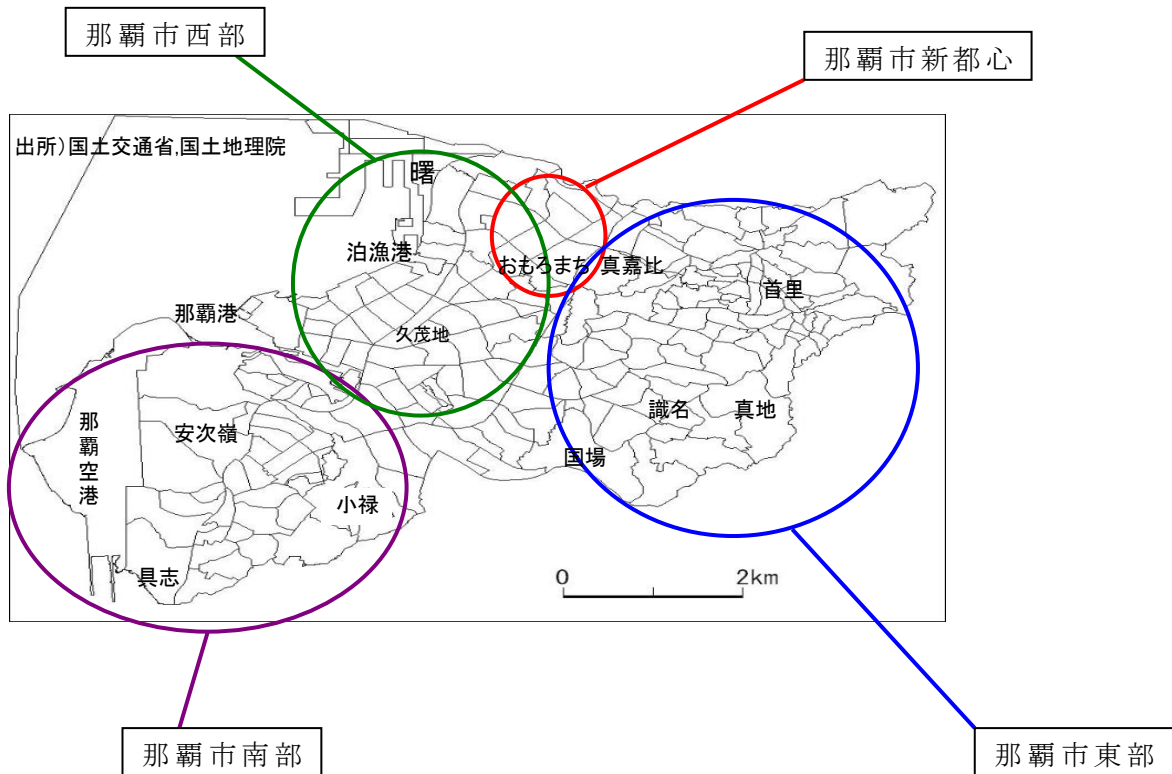 那覇市西部
那覇市新都心
出所)国土交通省,国土地理院
曙
泊漁港
おもろまち
真嘉比
首里
那覇港
久茂地
那覇空港
安次嶺
識名
真地
国場
小禄
具志
0 2km
那覇市南部
那覇市東部